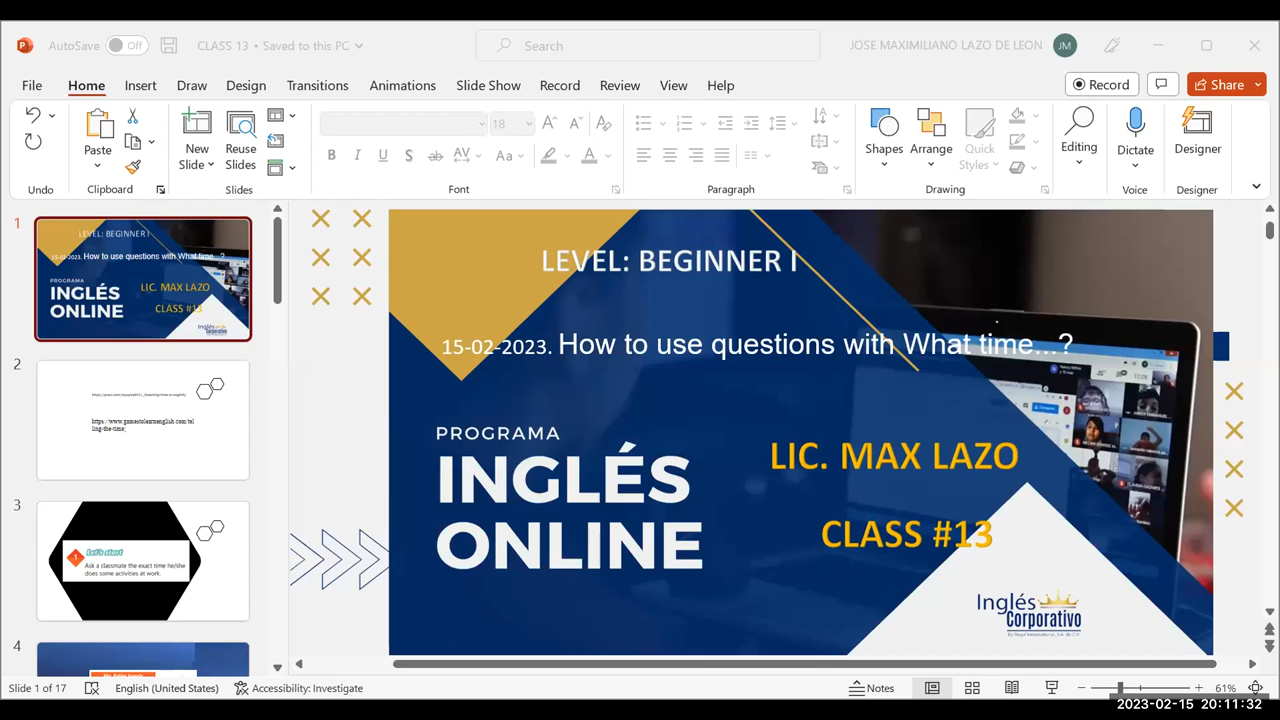 AutoSave Off CLASS 13 • Saved to this PC Search JOSE MAXIMILIANO LAZO DE LEON JM
File Home Insert Draw Design Transitions Animations Slide Show Record Review View Help Record Share
18
Paste New Slide Reuse Slides Shapes Arrange Quick Styles Editing Dictate Designer
Undo Clipboard Slides Font Paragraph Drawing Voice Designer
1
LEVEL: BEGINNER I
15-02-2023. How to use questions with What time...?
PROGRAMA
INGLÉS
ONLINE
LIC. MAX LAZO
CLASS #13
2
https://www.gamestolearnenglish.com/tel
ling-the-time/
3
1 Let's start
Ask a classmate the exact time he/she
does some activities at work.
4
LEVEL: BEGINNER I
15-02-2023. How to use questions with What time...?
PROGRAMA
INGLÉS
ONLINE
LIC. MAX LAZO
CLASS #13
Inglés
Corporativo
Slide 1 of 17 English (United States) Accessibility: Investigate Notes 61%
2023-02-15 20:11:32